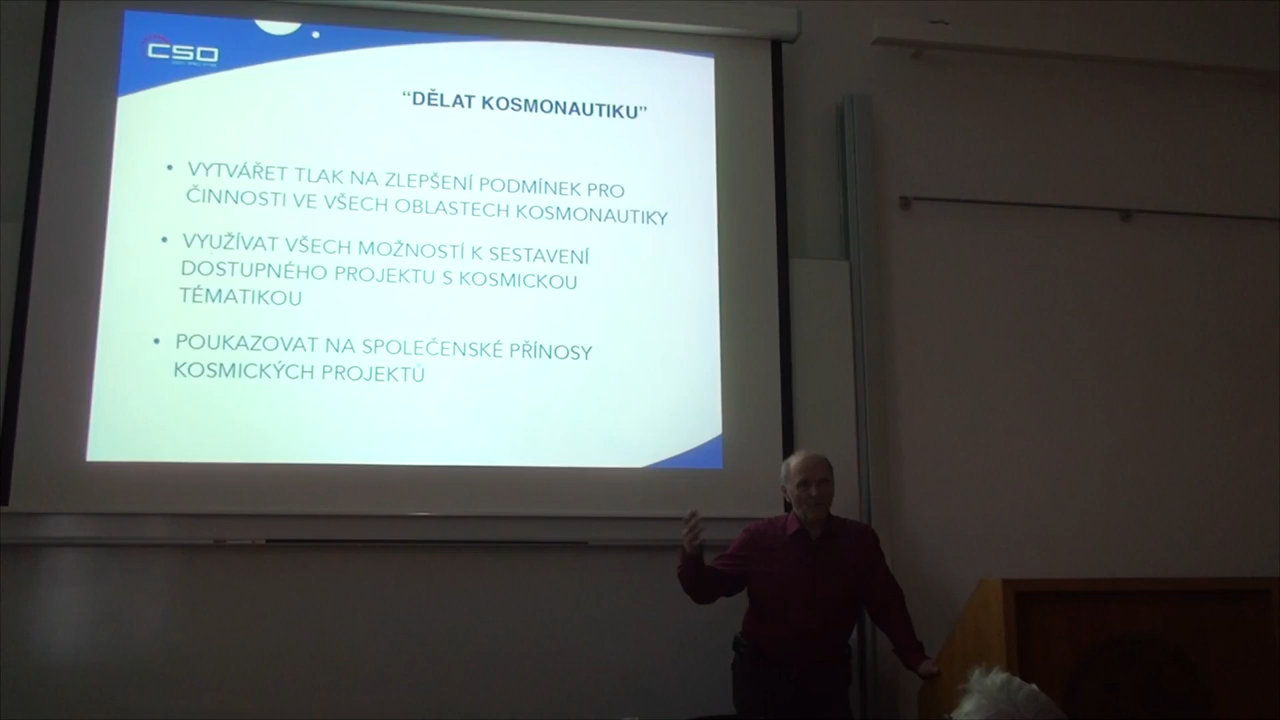 CSO
“DĚLAT KOSMONAUTIKU”
• VYTVÁŘET TLAK NA ZLEPŠENÍ PODMÍNEK PRO
ČINNOSTI VE VŠECH OBLASTECH KOSMONAUTIKY
• VYUŽÍVAT VŠECH MOŽNOSTÍ K SESTAVENÍ
DOSTUPNÉHO PROJEKTU S KOSMICKOU
TÉMATIKOU
• POUKAZOVAT NA SPOLEČENSKÉ PŘÍNOSY
KOSMICKÝCH PROJEKTŮ